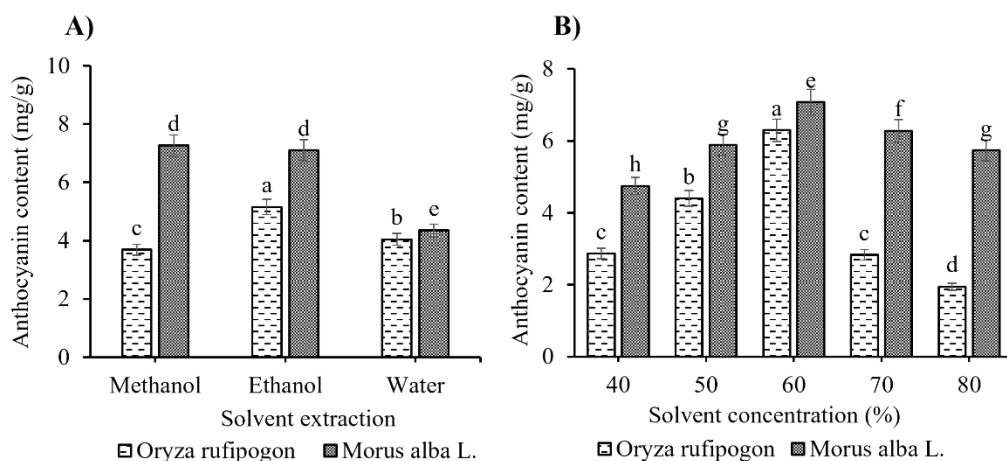 A)
Anthocyanin content (mg/g)
10
8
6
4
2
0
c
d
a
d
b
e
Methanol Ethanol Water
Solvent extraction
Oryza rufipogon Morus alba L.
B)
Anthocyanin content (mg/g)
8
6
4
2
0
c
h
b
g
a
e
c
f
d
g
40 50 60 70 80
Solvent concentration (%)
Oryza rufipogon Morus alba L.